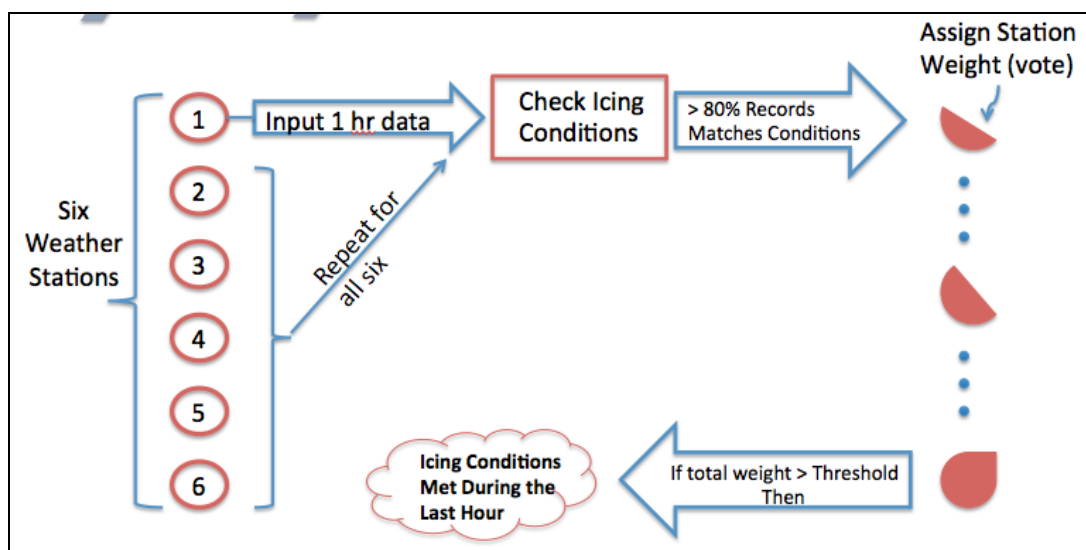 Assign Station
Weight (vote)
1
Input 1 hr data
Check Icing
Conditions
> 80% Records
Matches Conditions
2
3
4
5
6
Six
Weather
Stations
Repeat for
all six
Icing Conditions
Met During the
Last Hour
If total weight > Threshold
Then